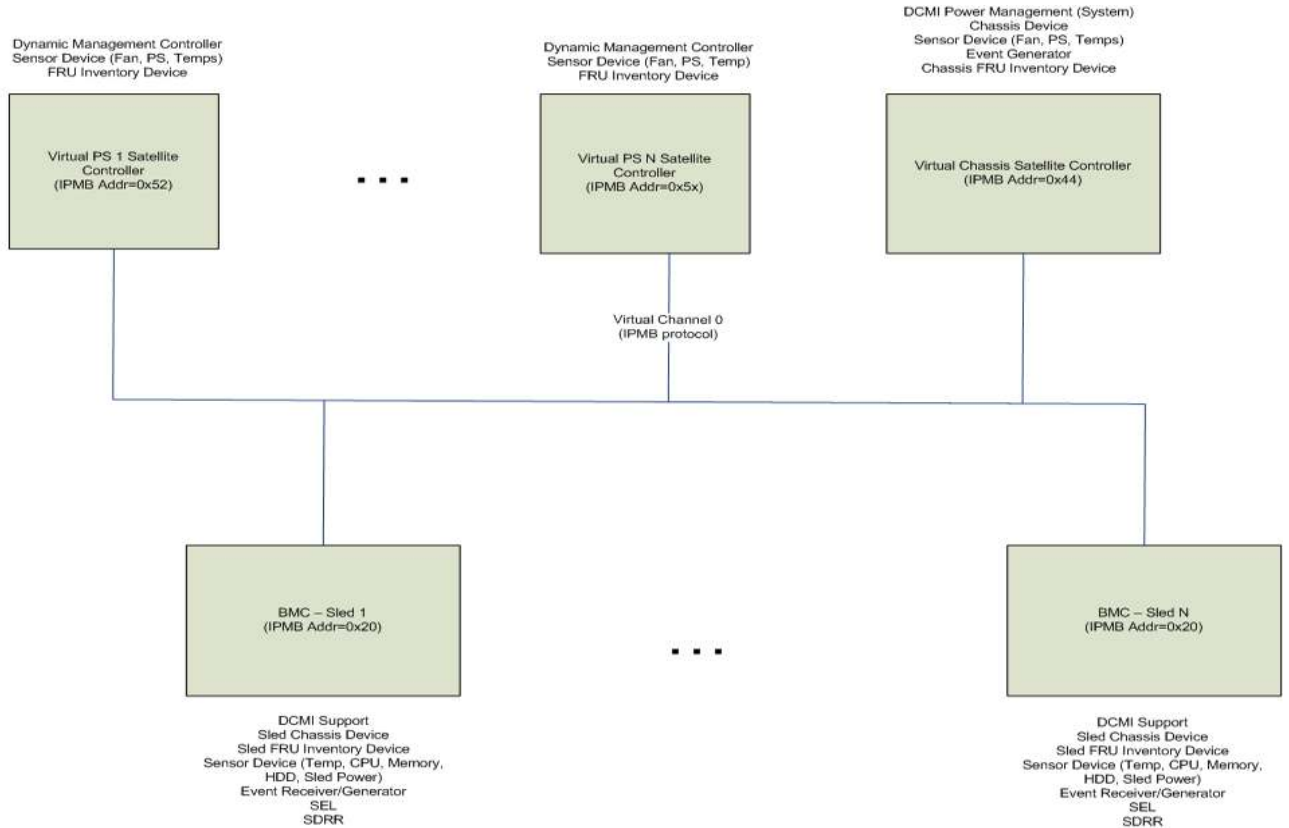 Dynamic Management Controller
Sensor Device (Fan, PS, Temps)
FRU Inventory Device
Dynamic Management Controller
Sensor Device (Fan, PS, Temp)
FRU Inventory Device
DCMI Power Management (System)
Chassis Device
Sensor Device (Fan, PS, Temps)
Event Generator
Chassis FRU Inventory Device
Virtual PS 1 Satellite
Controller
(IPMB Addr=0x52)
...
Virtual PS N Satellite
Controller
(IPMB Addr=0x5x)
Virtual Chassis Satellite Controller
(IPMB Addr=0x44)
Virtual Channel 0
(IPMB protocol)
BMC – Sled 1
(IPMB Addr=0x20)
...
BMC – Sled N
(IPMB Addr=0x20)
DCMI Support
Sled Chassis Device
Sled FRU Inventory Device
Sensor Device (Temp, CPU, Memory,
HDD, Sled Power)
Event Receiver/Generator
SEL
SDRR
DCMI Support
Sled Chassis Device
Sled FRU Inventory Device
Sensor Device (Temp, CPU, Memory,
HDD, Sled Power)
Event Receiver/Generator
SEL
SDRR